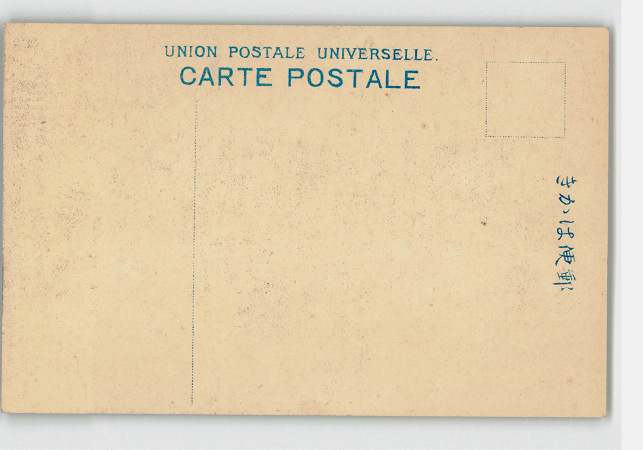 UNION POSTALE UNIVERSELLE.
CARTE POSTALE
きかは便郵